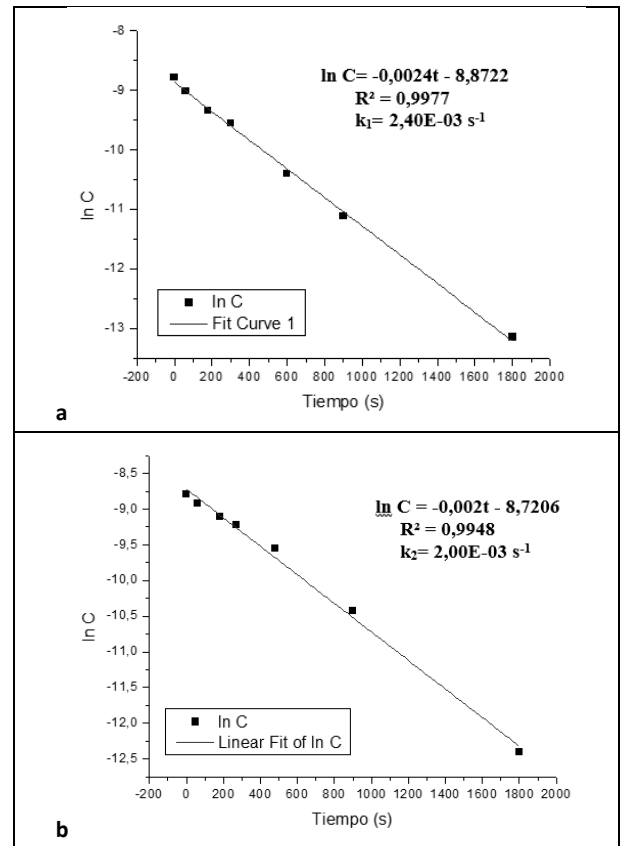 -8
-9
-10
-11
-12
-13
ln C
ln C= -0,0024t - 8,8722
R² = 0,9977
k₁= 2,40E-03 s⁻¹
ln C
Fit Curve 1
-200 0 200 400 600 800 1000 1200 1400 1600 1800 2000
Tiempo (s)
a
-8,5
-9,0
-9,5
-10,0
-10,5
-11,0
-11,5
-12,0
-12,5
ln C
ln C = -0,002t - 8,7206
R² = 0,9948
k₂= 2,00E-03 s⁻¹
ln C
Linear Fit of ln C
-200 0 200 400 600 800 1000 1200 1400 1600 1800 2000
Tiempo (s)
b